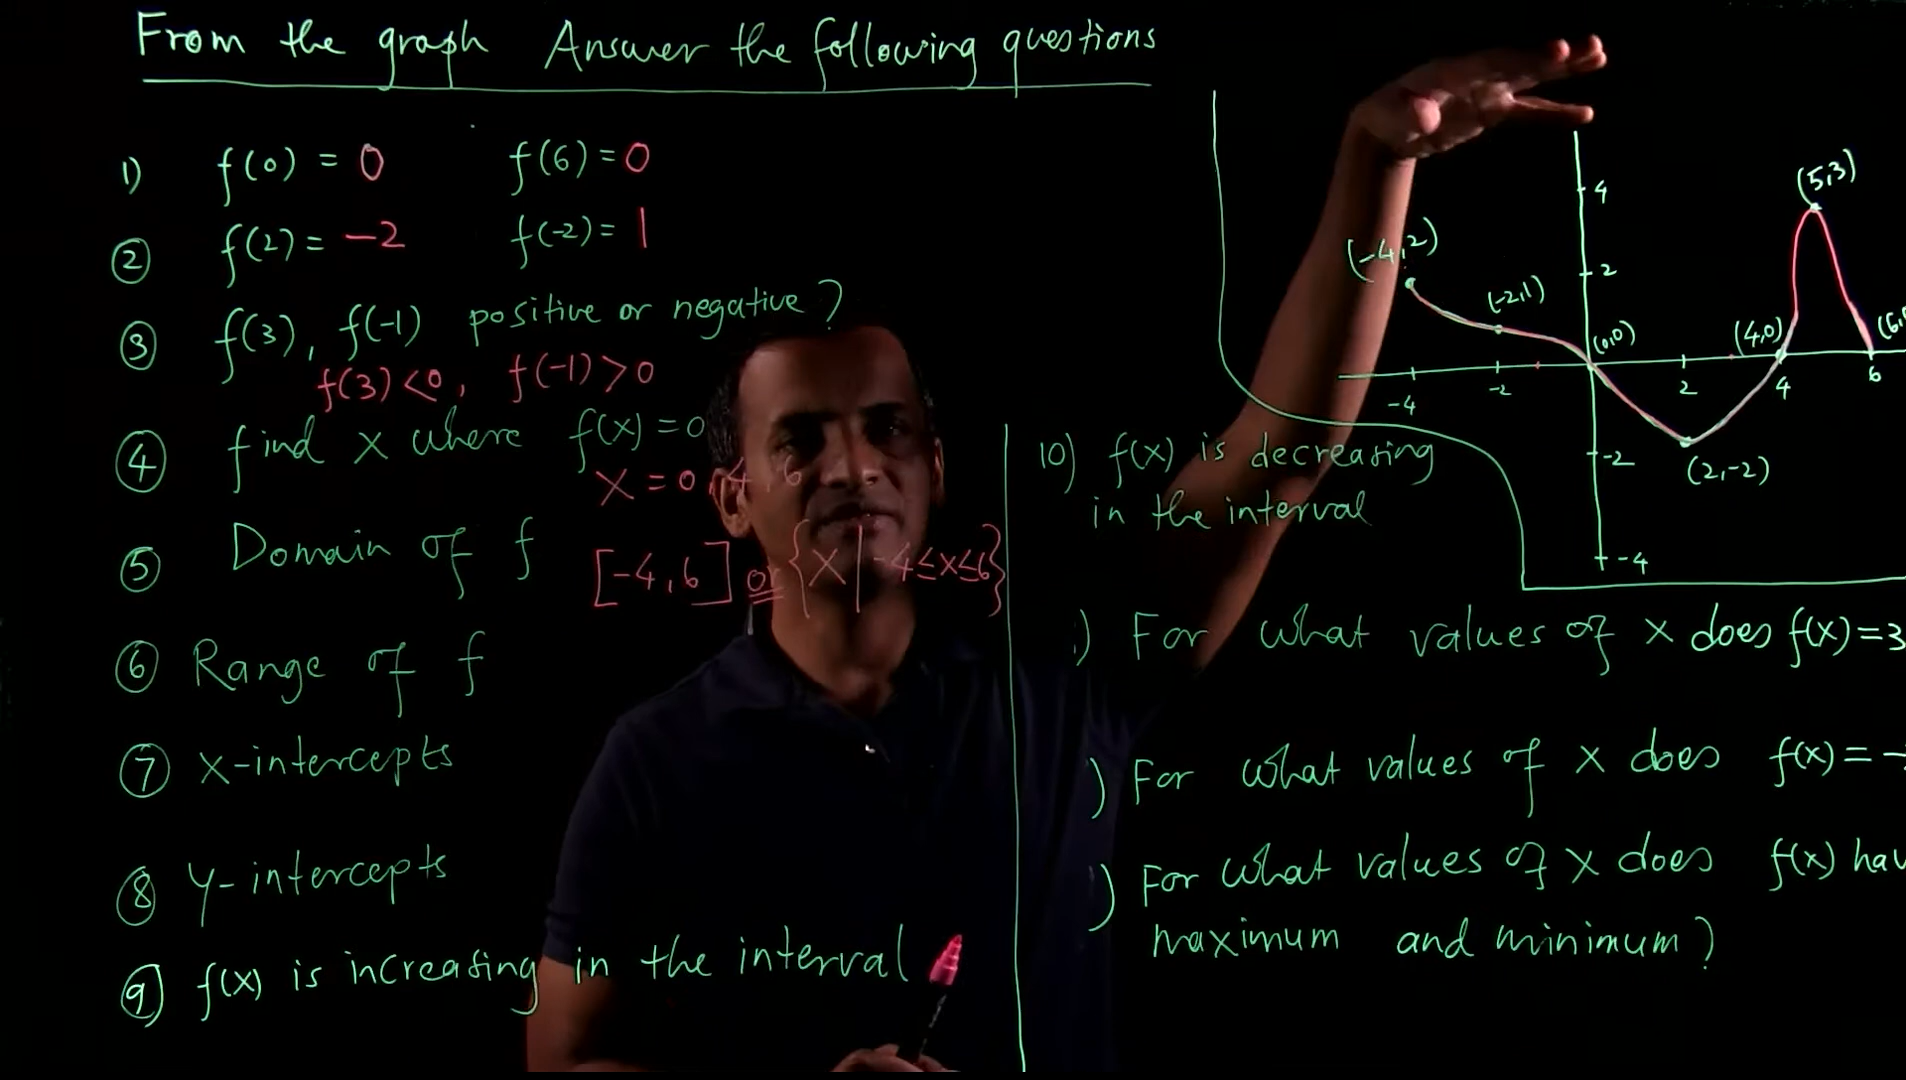 From the graph Answer the following questions
1) f(0) = 0 f(6) = 0
② f(2) = -2 f(-2) = 1
③ f(3), f(-1) positive or negative?
f(3) < 0, f(-1) > 0
④ find x where f(x) = 0
x = 0, 4, 6
⑤ Domain of f [-4, 6] or {x | -4 ≤ x ≤ 6}
⑥ Range of f
⑦ x-intercepts
⑧ y-intercepts
⑨ f(x) is increasing in the interval
10) f(x) is decreasing
in the interval
) For what values of x does f(x) = 3
) For what values of x does f(x) = -
) For what values of x does f(x) hav
maximum and minimum?
(5,3)
4
(-4,2)
2
(-2,1)
(0,0)
(4,0)
(6,
-4 -2 2 4 6
-2
(2,-2)
-4